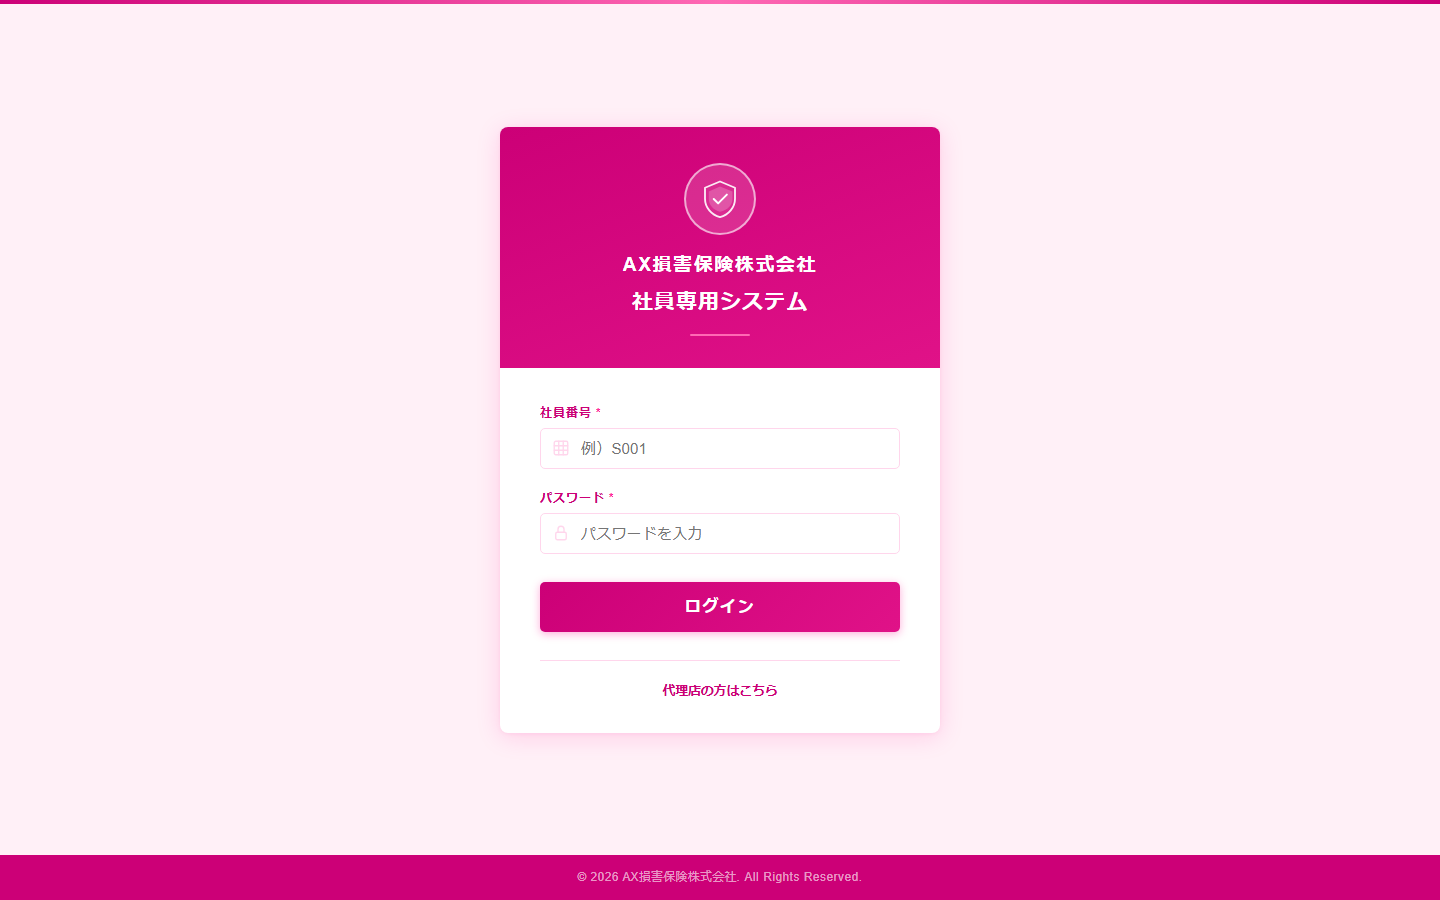 AX損害保険株式会社
社員専用システム
社員番号 *
例）S001
パスワード *
パスワードを入力
ログイン
代理店の方はこちら
© 2026 AX損害保険株式会社. All Rights Reserved.